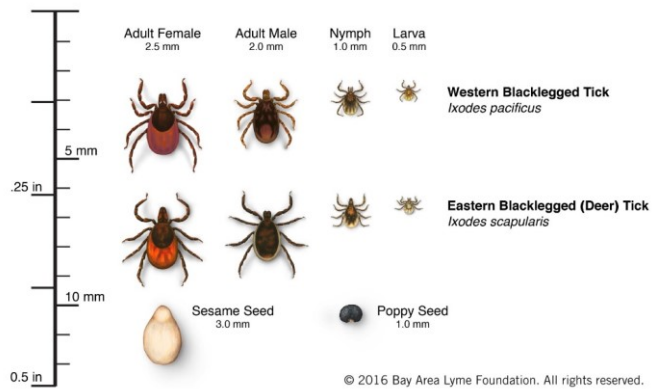 Adult Female
2.5 mm
Adult Male
2.0 mm
Nymph
1.0 mm
Larva
0.5 mm
Western Blacklegged Tick
Ixodes pacificus
5 mm
.25 in
Eastern Blacklegged (Deer) Tick
Ixodes scapularis
10 mm
Sesame Seed
3.0 mm
Poppy Seed
1.0 mm
0.5 in
© 2016 Bay Area Lyme Foundation. All rights reserved.